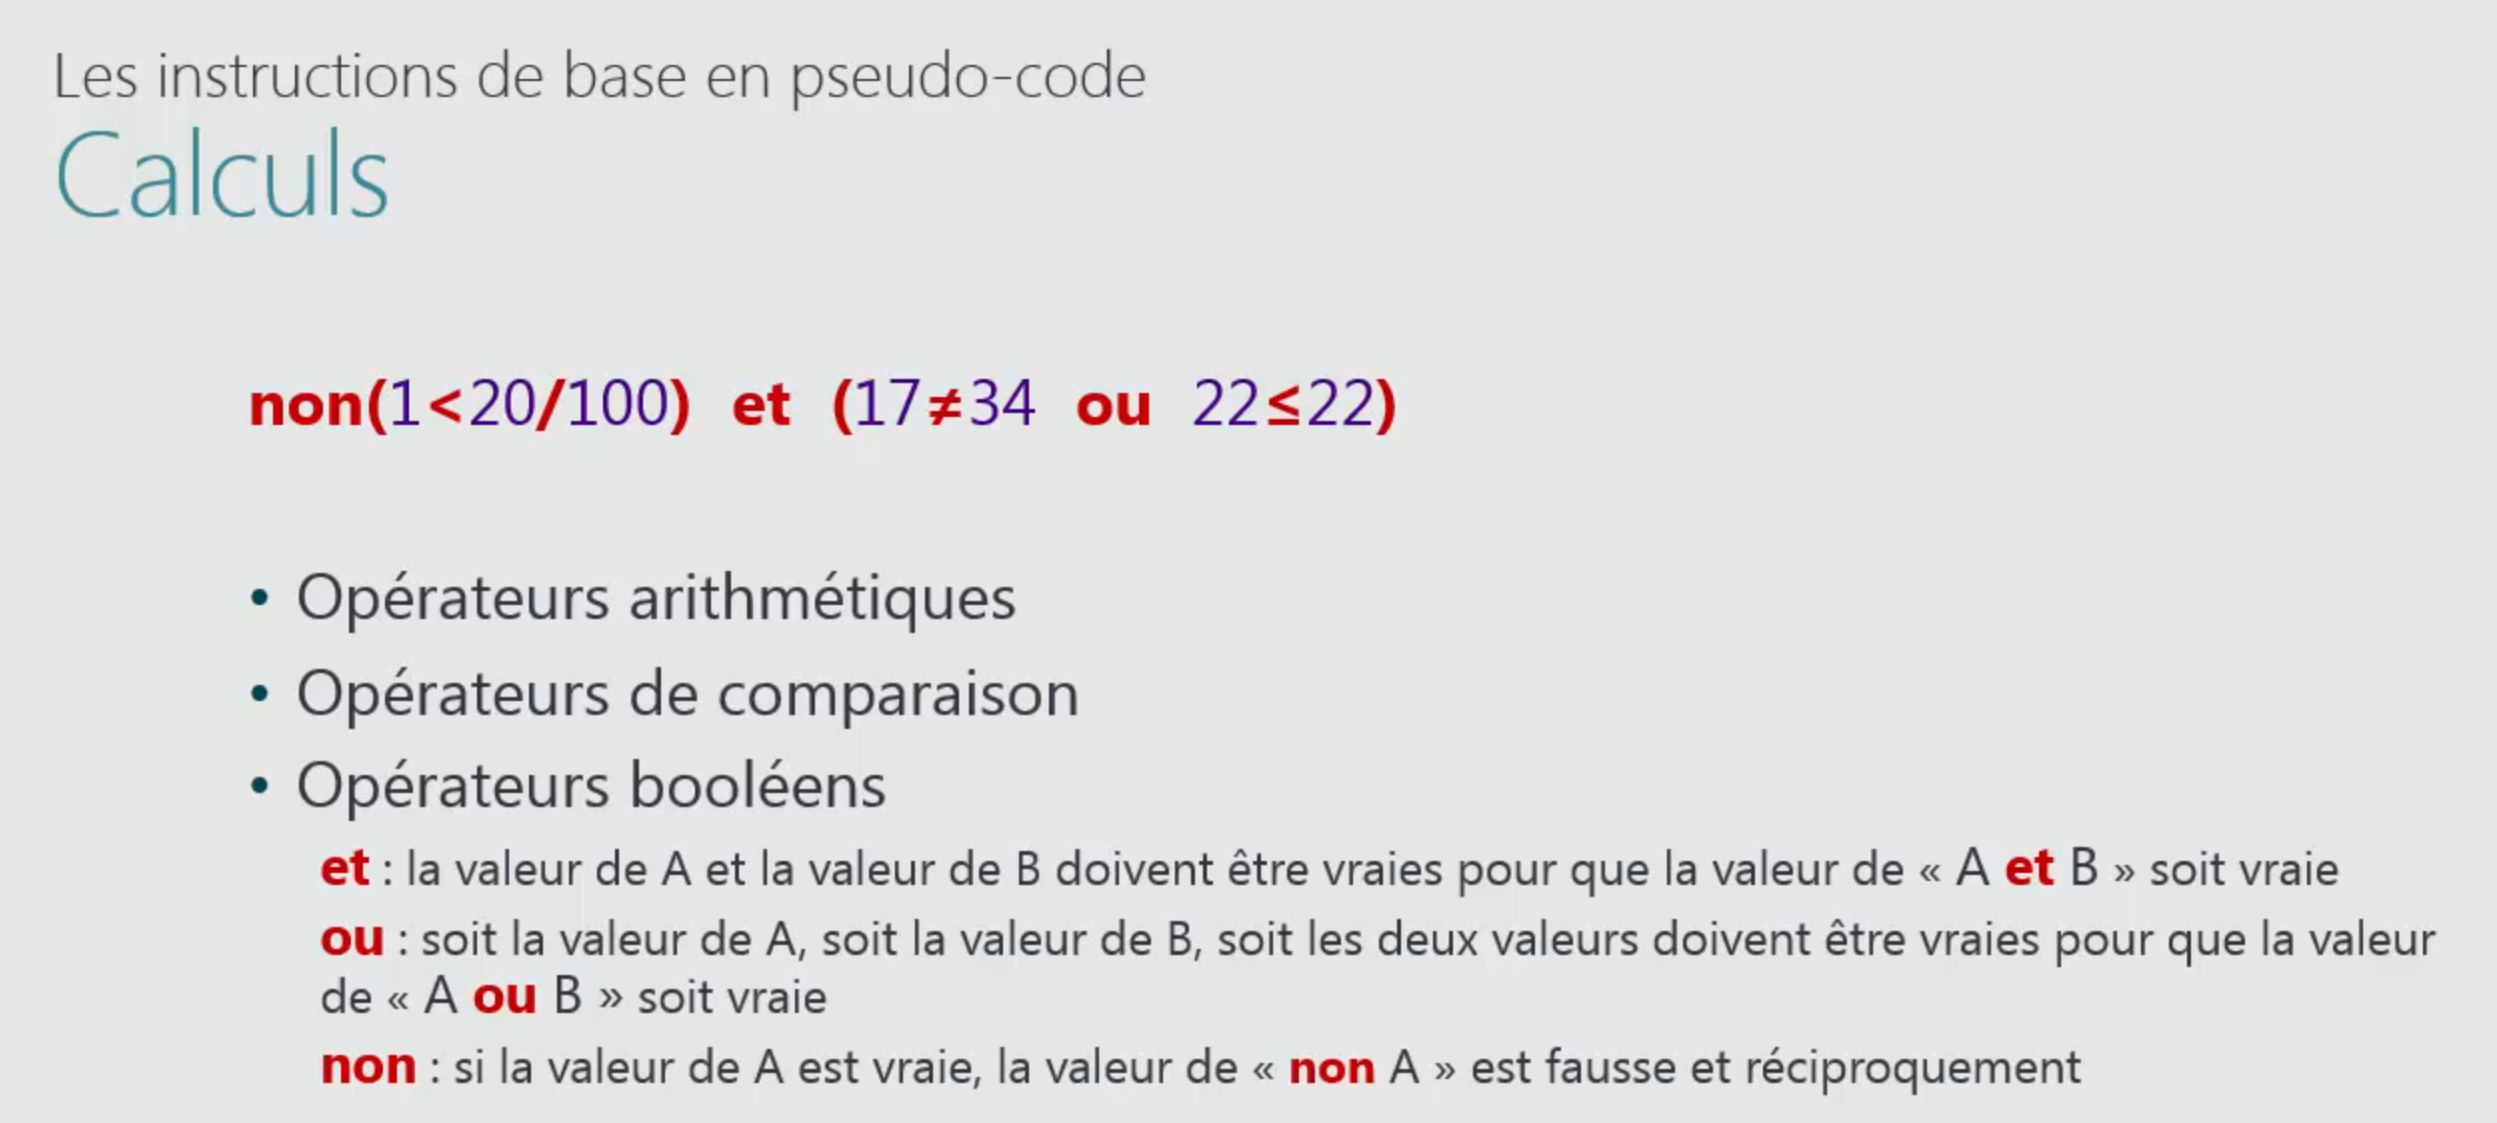 Les instructions de base en pseudo-code
Calculs
non(1<20/100) et (17≠34 ou 22≤22)
• Opérateurs arithmétiques
• Opérateurs de comparaison
• Opérateurs booléens
et : la valeur de A et la valeur de B doivent être vraies pour que la valeur de « A et B » soit vraie
ou : soit la valeur de A, soit la valeur de B, soit les deux valeurs doivent être vraies pour que la valeur
de « A ou B » soit vraie
non : si la valeur de A est vraie, la valeur de « non A » est fausse et réciproquement